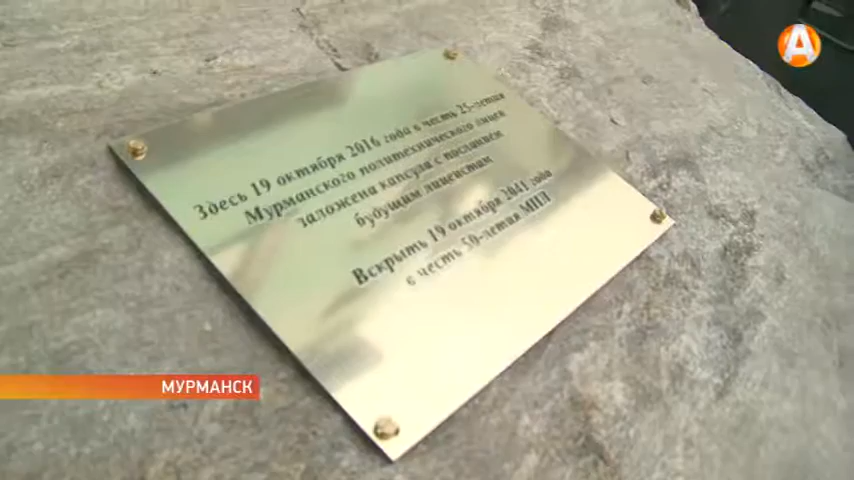 A
Здесь 19 октября 2016 года в честь 25-летия
Мурманского политехнического лицея
заложена капсула с посланием
будущим лицеистам
Вскрыть 19 октября 2041 года
в честь 50-летия МПЛ
МУРМАНСК